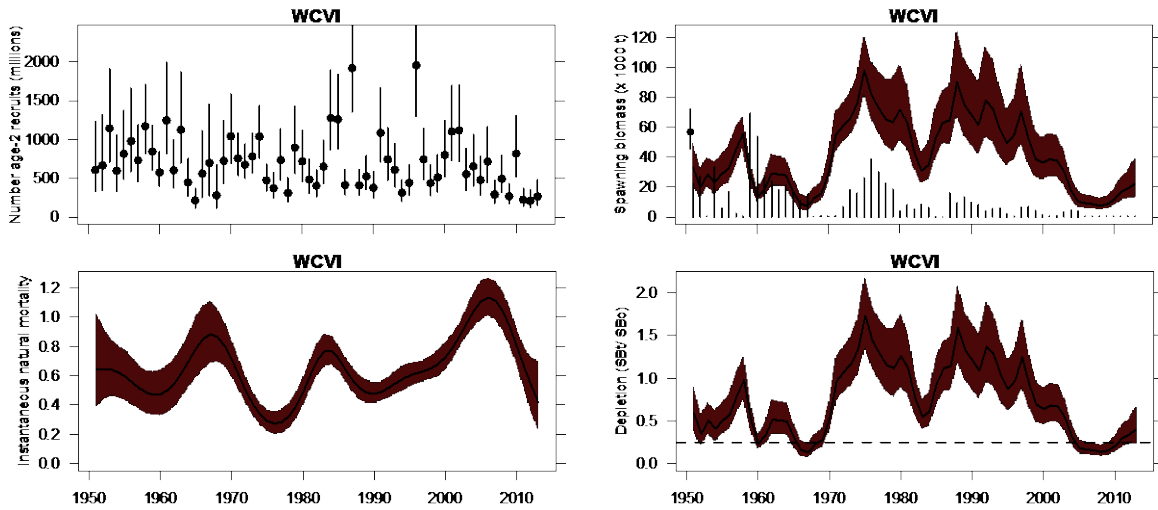 WCVI
Number age-2 recruits (millions)
2000
1500
1000
500
0
WCVI
Spawning biomass (x 1000 t)
120
100
80
60
40
20
0
WCVI
Instantaneous natural mortality
1.2
1.0
0.8
0.6
0.4
0.2
0.0
1950 1960 1970 1980 1990 2000 2010
WCVI
Depletion (SBt/ SBo)
2.0
1.5
1.0
0.5
0.0
1950 1960 1970 1980 1990 2000 2010